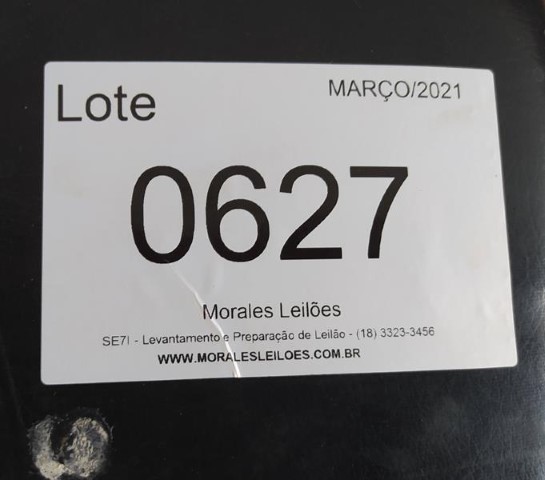 Lote
MARÇO/2021
0627
Morales Leilões
SE7I - Levantamento e Preparação de Leilão - (18) 3323-3456
WWW.MORALESLEILOES.COM.BR